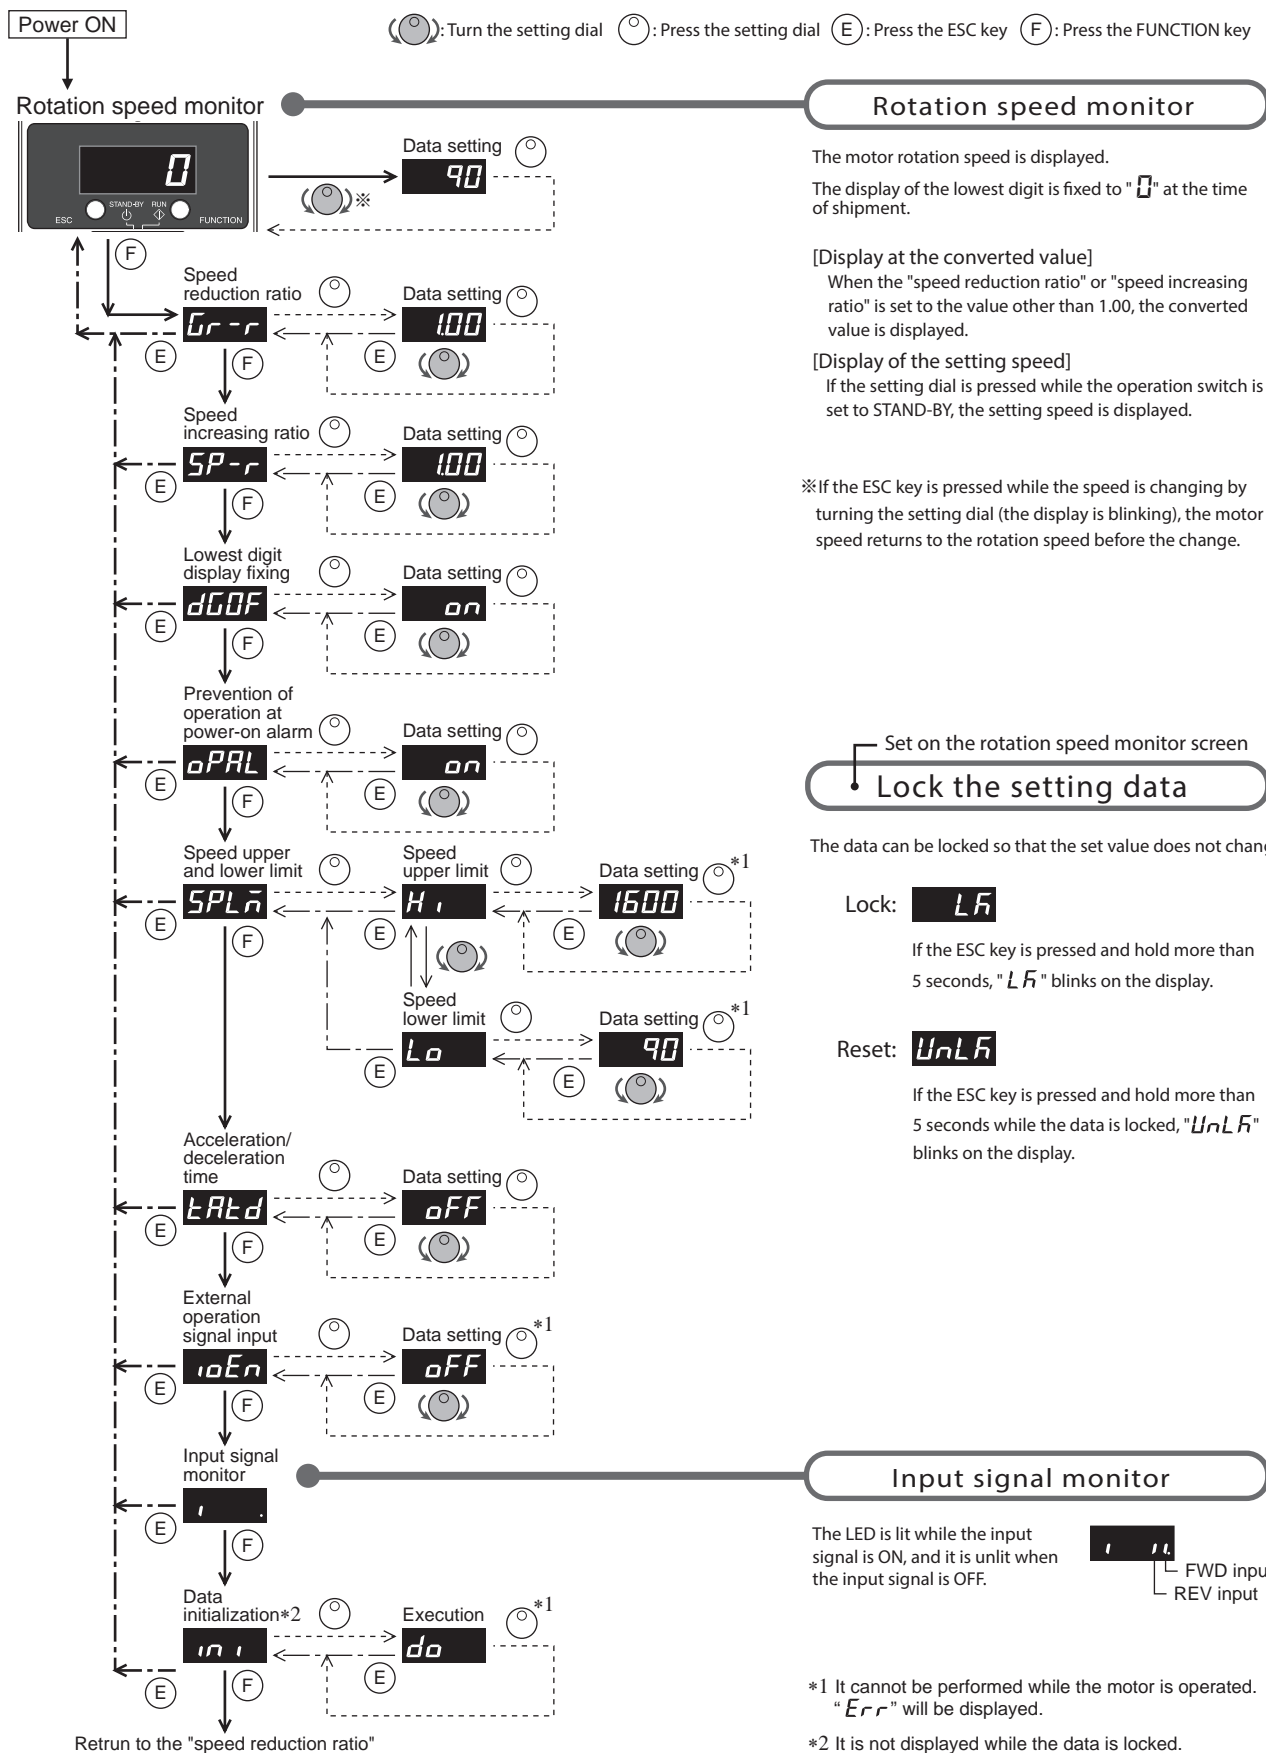 Power ON
: Turn the setting dial : Press the setting dial E : Press the ESC key F : Press the FUNCTION key
Rotation speed monitor
0
ESC STAND-BY RUN FUNCTION
Data setting
90
※
F
Speed
reduction ratio
Gr-r
Data setting
1.00
E F E
Speed
increasing ratio
SP-r
Data setting
1.00
E F E
Lowest digit
display fixing
dGOF
Data setting
on
E F E
Prevention of
operation at
power-on alarm
oPAL
Data setting
on
E F E
Speed upper
and lower limit
SPLM
Speed
upper limit
Hi
Data setting *1
1600
E F E E
Speed
lower limit
Lo
Data setting *1
90
E E
Acceleration/
deceleration
time
tAtd
Data setting
oFF
E F E
External
operation
signal input
ioEn
Data setting *1
oFF
E F E
Input signal
monitor
i .
E F
Data
initialization*2
ini
Execution *1
do
E F E
Retrun to the "speed reduction ratio"
Rotation speed monitor
The motor rotation speed is displayed.
The display of the lowest digit is fixed to "0" at the time
of shipment.
[Display at the converted value]
When the "speed reduction ratio" or "speed increasing
ratio" is set to the value other than 1.00, the converted
value is displayed.
[Display of the setting speed]
If the setting dial is pressed while the operation switch is
set to STAND-BY, the setting speed is displayed.
※If the ESC key is pressed while the speed is changing by
turning the setting dial (the display is blinking), the motor
speed returns to the rotation speed before the change.
Set on the rotation speed monitor screen
Lock the setting data
The data can be locked so that the set value does not chang
Lock: LK
If the ESC key is pressed and hold more than
5 seconds, "LK" blinks on the display.
Reset: UnLK
If the ESC key is pressed and hold more than
5 seconds while the data is locked, "UnLK"
blinks on the display.
Input signal monitor
The LED is lit while the input
signal is ON, and it is unlit when
the input signal is OFF.
i ıı.
FWD inpu
REV input
*1 It cannot be performed while the motor is operated.
“Err” will be displayed.
*2 It is not displayed while the data is locked.